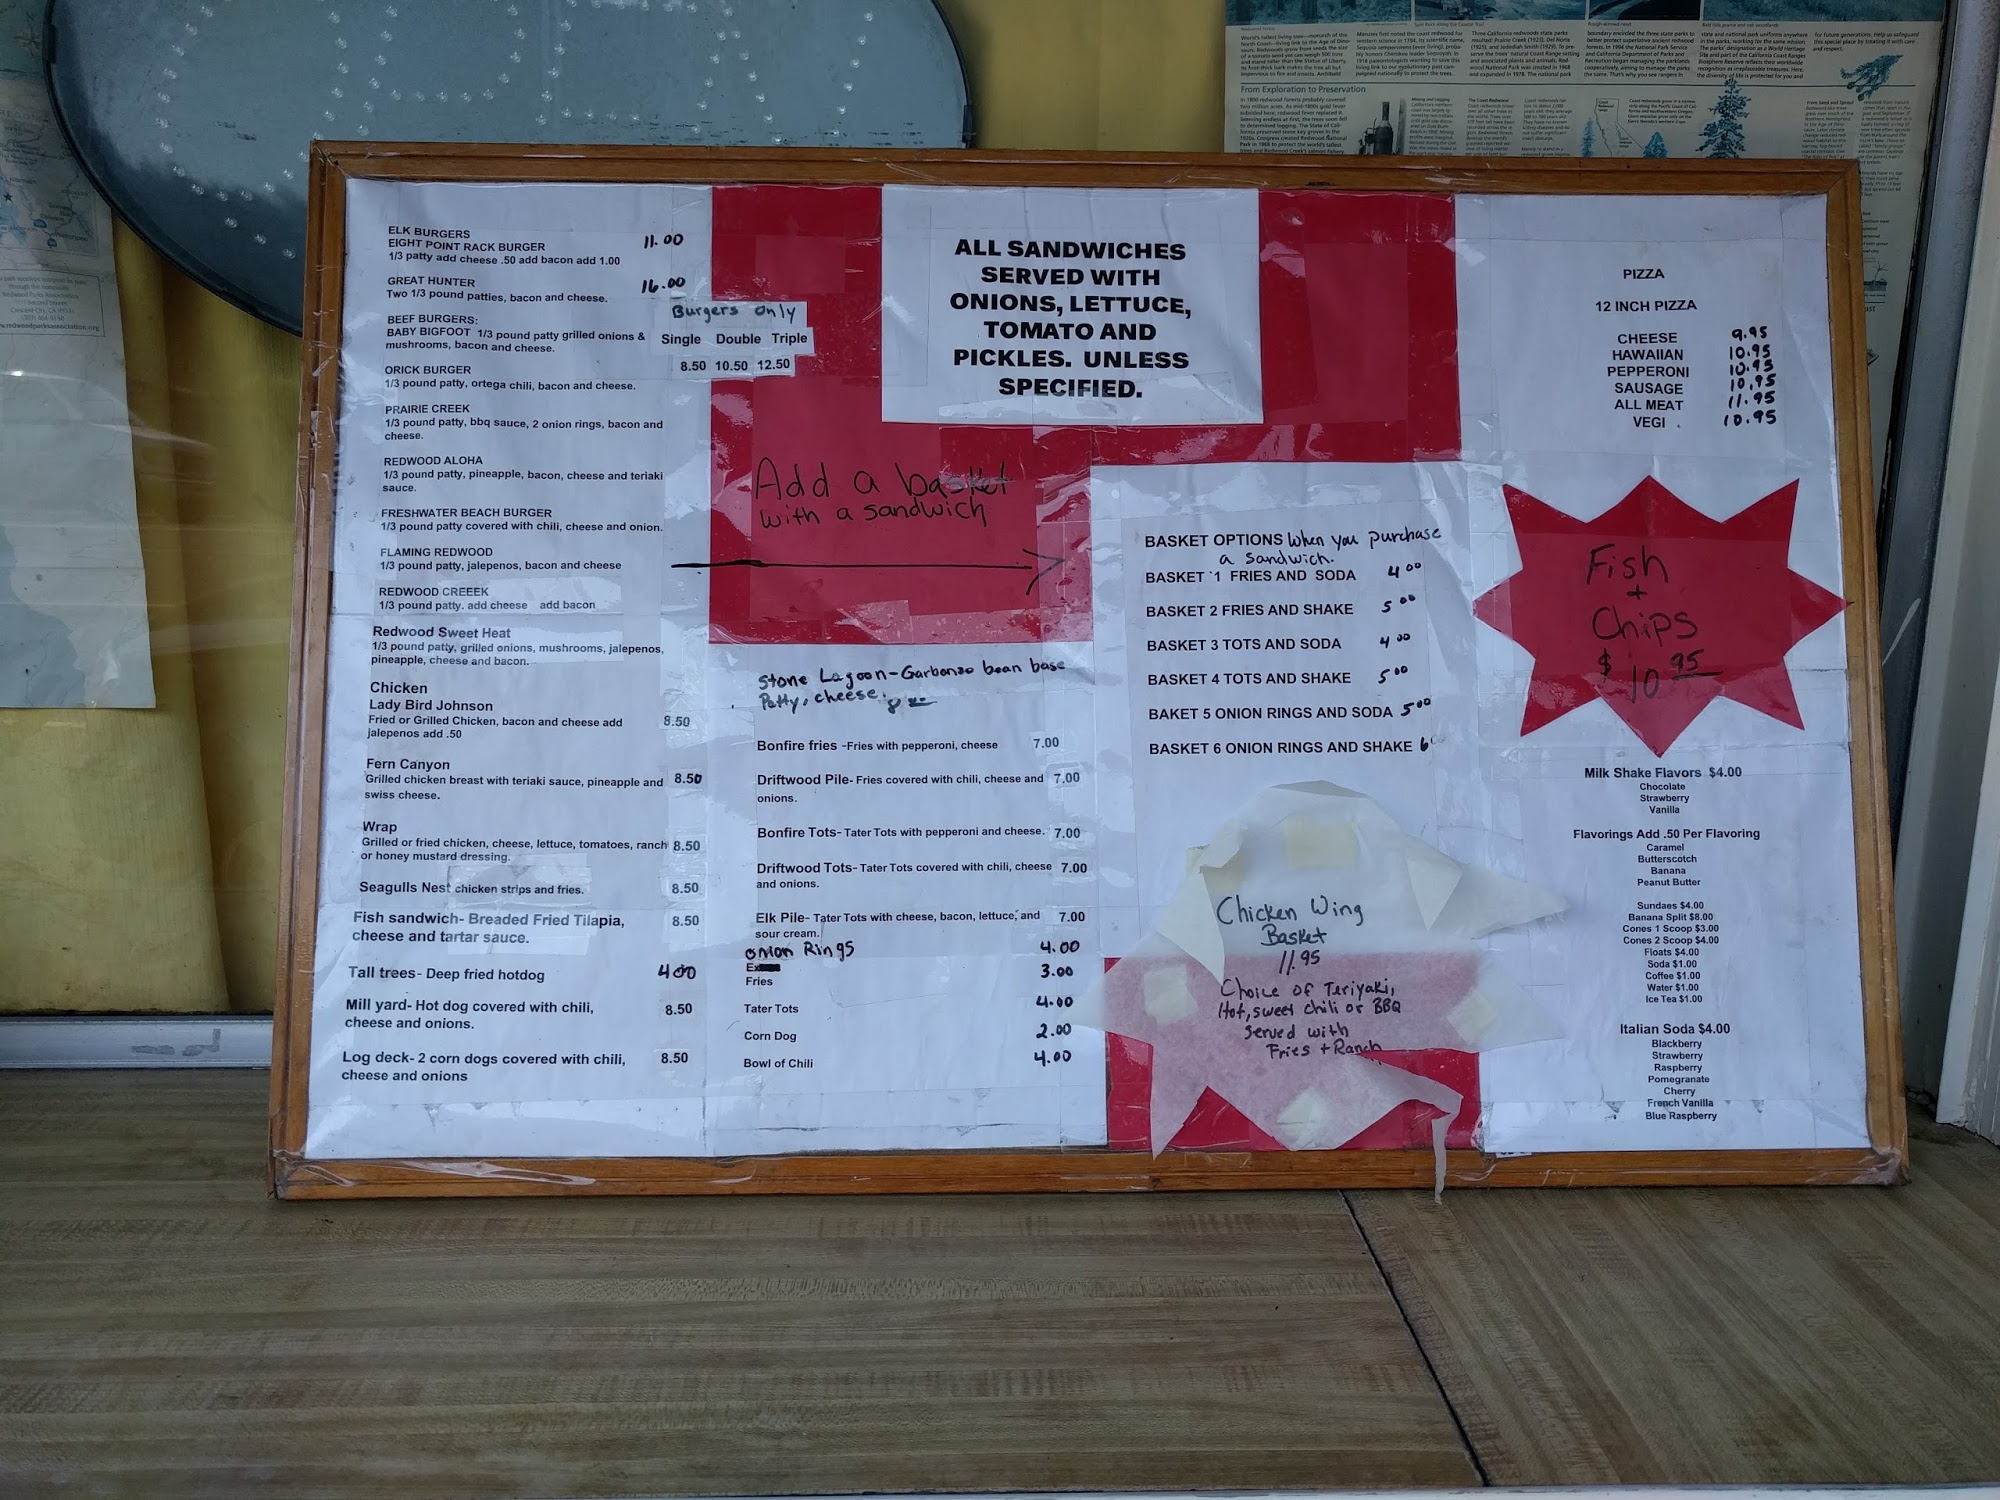 ELK BURGERS
EIGHT POINT RACK BURGER 11.00
1/3 patty add cheese .50 add bacon add 1.00
GREAT HUNTER 16.00
Two 1/3 pound patties, bacon and cheese.
Burgers only
Single Double Triple
8.50 10.50 12.50
BEEF BURGERS:
BABY BIGFOOT 1/3 pound patty grilled onions &
mushrooms, bacon and cheese.
ORICK BURGER
1/3 pound patty, ortega chili, bacon and cheese.
PRAIRIE CREEK
1/3 pound patty, bbq sauce, 2 onion rings, bacon and
cheese.
REDWOOD ALOHA
1/3 pound patty, pineapple, bacon, cheese and teriaki
sauce.
FRESHWATER BEACH BURGER
1/3 pound patty covered with chili, cheese and onion.
FLAMING REDWOOD
1/3 pound patty, jalepenos, bacon and cheese
REDWOOD CREEEK
1/3 pound patty. add cheese add bacon
Redwood Sweet Heat
1/3 pound patty, grilled onions, mushrooms, jalepenos,
pineapple, cheese and bacon.
Chicken
Lady Bird Johnson
Fried or Grilled Chicken, bacon and cheese add 8.50
jalepenos add .50
Fern Canyon
Grilled chicken breast with teriaki sauce, pineapple and 8.50
swiss cheese.
Wrap
Grilled or fried chicken, cheese, lettuce, tomatoes, ranch 8.50
or honey mustard dressing.
Seagulls Nest chicken strips and fries. 8.50
Fish sandwich- Breaded Fried Tilapia, 8.50
cheese and tartar sauce.
Tall trees- Deep fried hotdog 400
Mill yard- Hot dog covered with chili, 8.50
cheese and onions.
Log deck- 2 corn dogs covered with chili, 8.50
cheese and onions
ALL SANDWICHES
SERVED WITH
ONIONS, LETTUCE,
TOMATO AND
PICKLES. UNLESS
SPECIFIED.
Add a basket
with a sandwich
Stone Lagoon-Garbonzo bean base
Patty, cheese.
Bonfire fries -Fries with pepperoni, cheese 7.00
Driftwood Pile- Fries covered with chili, cheese and 7.00
onions.
Bonfire Tots- Tater Tots with pepperoni and cheese. 7.00
Driftwood Tots- Tater Tots covered with chili, cheese 7.00
and onions.
Elk Pile- Tater Tots with cheese, bacon, lettuce, and 7.00
sour cream.
onion Rings 4.00
Fries 3.00
Tater Tots 4.00
Corn Dog 2.00
Bowl of Chili 4.00
BASKET OPTIONS When you purchase
a sandwich.
BASKET 1 FRIES AND SODA 4 00
BASKET 2 FRIES AND SHAKE 5 00
BASKET 3 TOTS AND SODA 4 00
BASKET 4 TOTS AND SHAKE 5 00
BAKET 5 ONION RINGS AND SODA 5 00
BASKET 6 ONION RINGS AND SHAKE 6
Chicken Wing
Basket
11.95
Choice of Teriyaki,
Hot, sweet chili or BBQ
Served with
Fries + Ranch
PIZZA
12 INCH PIZZA
CHEESE 9.95
HAWAIIAN 10.95
PEPPERONI 10.95
SAUSAGE 10.95
ALL MEAT 11.95
VEGI . 10.95
Fish
+
Chips
$ 10 95
Milk Shake Flavors $4.00
Chocolate
Strawberry
Vanilla
Flavorings Add .50 Per Flavoring
Caramel
Butterscotch
Banana
Peanut Butter
Sundaes $4.00
Banana Split $8.00
Cones 1 Scoop $3.00
Cones 2 Scoop $4.00
Floats $4.00
Soda $1.00
Coffee $1.00
Water $1.00
Ice Tea $1.00
Italian Soda $4.00
Blackberry
Strawberry
Raspberry
Pomegranate
Cherry
French Vanilla
Blue Raspberry
From Exploration to Preservation